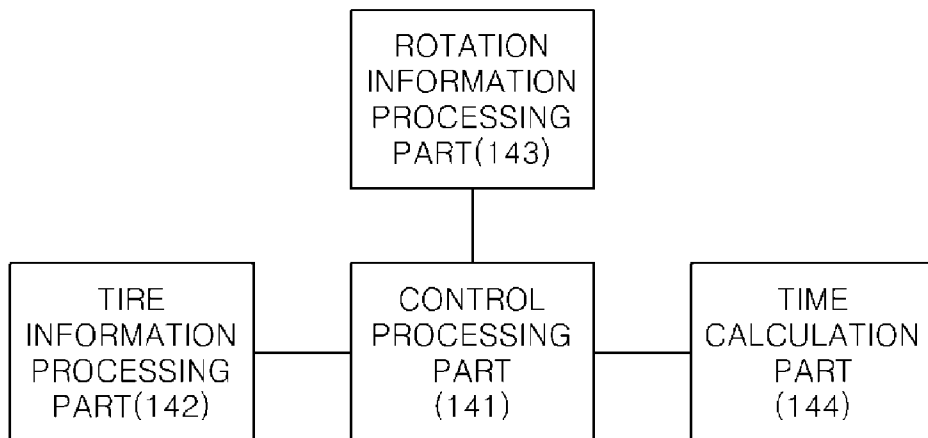 ROTATION
INFORMATION
PROCESSING
PART(143)
TIRE
INFORMATION
PROCESSING
PART(142)
CONTROL
PROCESSING
PART
(141)
TIME
CALCULATION
PART
(144)